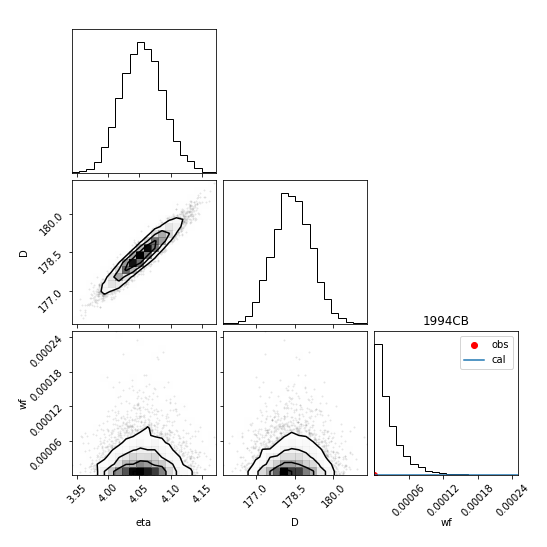 180.0
178.5
177.0
D
1994CB
obs
cal
0.00024
0.00018
0.00012
0.00006
wf
3.95 4.00 4.05 4.10 4.15
177.0 178.5 180.0
0.00006 0.00012 0.00018 0.00024
eta D wf